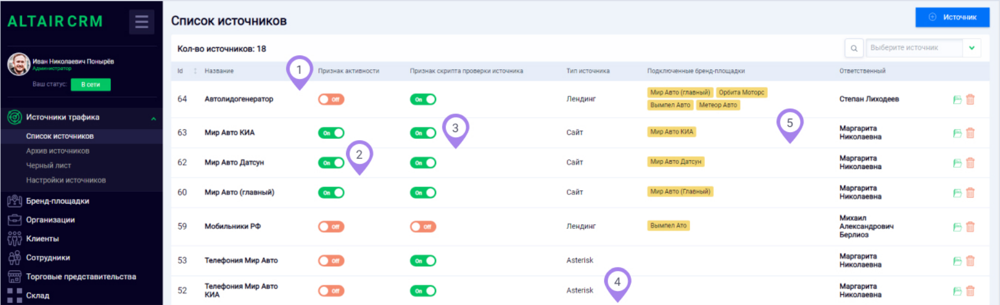 ALTAIR CRM
Иван Николаевич Понырёв
Администратор
Ваш статус:
В сети
Источники трафика
Список источников
Архив источников
Черный лист
Настройки источников
Бренд-площадки
Организации
Клиенты
Сотрудники
Торговые представительства
Склад
Список источников
Источник
Кол-во источников: 18
Выберите источник
Id Название 1 Признак активности Признак скрипта проверки источника Тип источника Подключенные бренд-площадки Ответственный
64 Автолидогенератор Off On Лендинг Мир Авто (главный) Орбита Моторс Степан Лиходеев
Вымпел Авто Метеор Авто
63 Мир Авто КИА On On 3 Сайт Мир Авто КИА 5 Маргарита
Николаевна
62 Мир Авто Датсун On 2 On Сайт Мир Авто Датсун Маргарита
Николаевна
60 Мир Авто (главный) On On Сайт Мир Авто (Главный) Маргарита
Николаевна
59 Мобильники РФ Off Off Лендинг Вымпел Ато Михаил
Александрович
Берлиоз
53 Телефония Мир Авто Off On Asterisk Маргарита
Николаевна
52 Телефония Мир Авто Off On Asterisk 4 Маргарита
КИА Николаевна